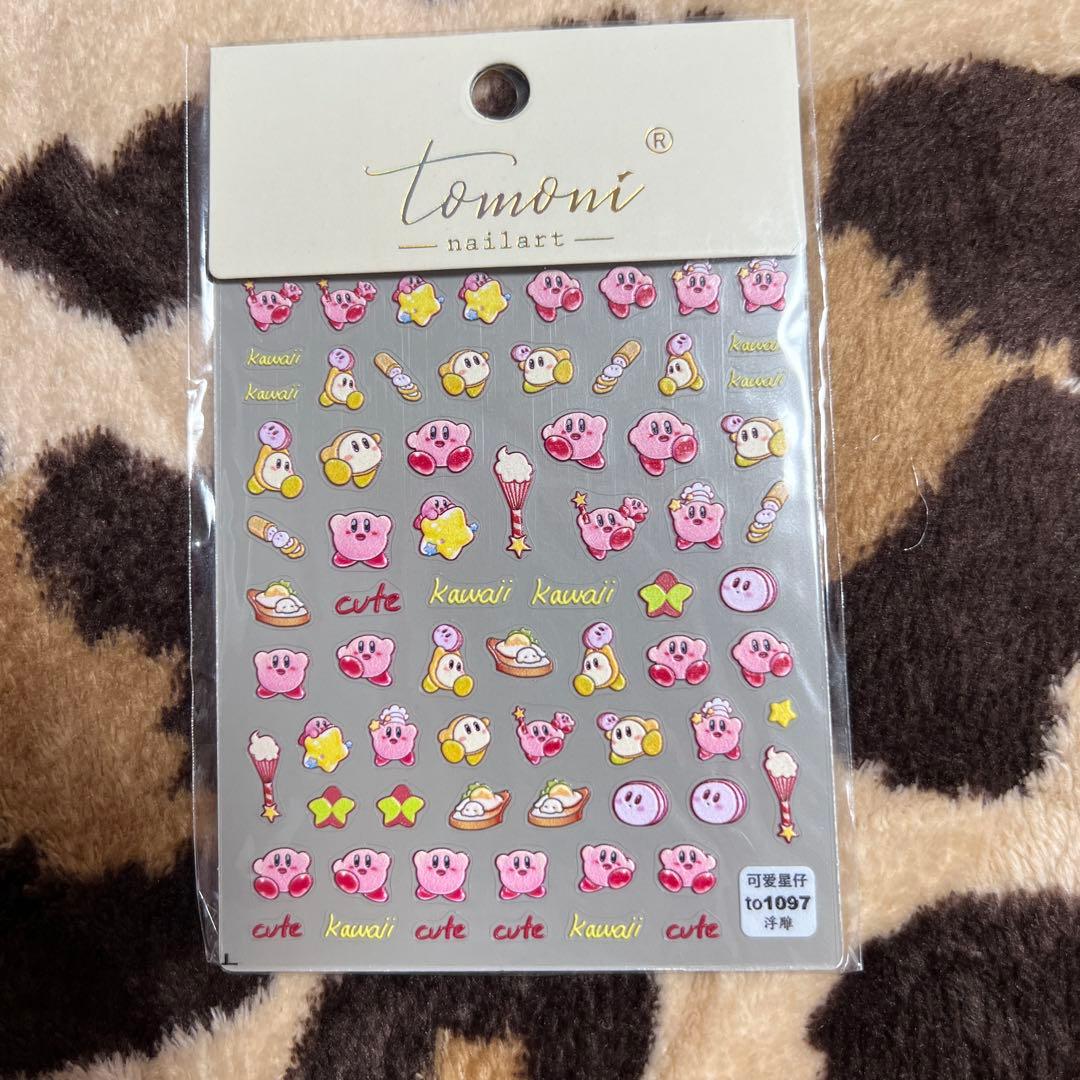 tomoni ®
nailart
kawaii kawaii
kawaii kawaii
cute kawaii kawaii
可爱星仔
to1097
浮雕
cute kawaii cute cute kawaii cute